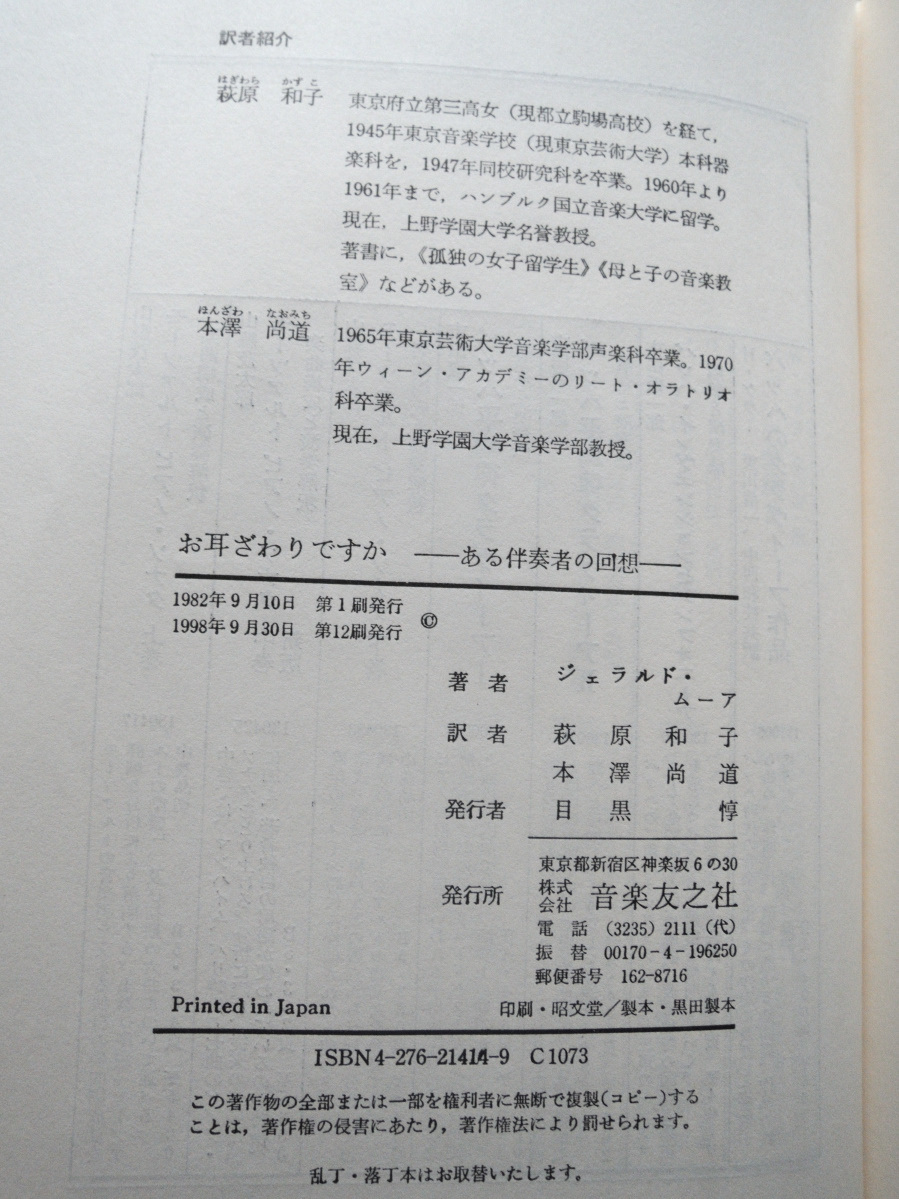 訳者紹介
はぎわら かずこ
萩原 和子
東京府立第三高女（現都立駒場高校）を経て，
1945年東京音楽学校（現東京芸術大学）本科器
楽科を，1947年同校研究科を卒業。1960年より
1961年まで，ハンブルク国立音楽大学に留学。
現在，上野学園大学名誉教授。
著書に，《孤独の女子留学生》《母と子の音楽教
室》などがある。
ほんざわ なおみち
本澤 尚道
1965年東京芸術大学音楽学部声楽科卒業。1970
年ウィーン・アカデミーのリート・オラトリオ
科卒業。
現在，上野学園大学音楽学部教授。
お耳ざわりですか ――ある伴奏者の回想――
1982年9月10日 第1刷発行
1998年9月30日 第12刷発行 ©
著者 ジェラルド・
ムーア
訳者 萩原和子
本澤尚道
発行者 目黒惇
東京都新宿区神楽坂6の30
発行所 株式会社 音楽友之社
電話 (3235) 2111 (代)
振替 00170-4-196250
郵便番号 162-8716
Printed in Japan
印刷・昭文堂／製本・黒田製本
ISBN4-276-21414-9 C1073
この著作物の全部または一部を権利者に無断で複製(コピー)する
ことは，著作権の侵害にあたり，著作権法により罰せられます。
乱丁・落丁本はお取替いたします。